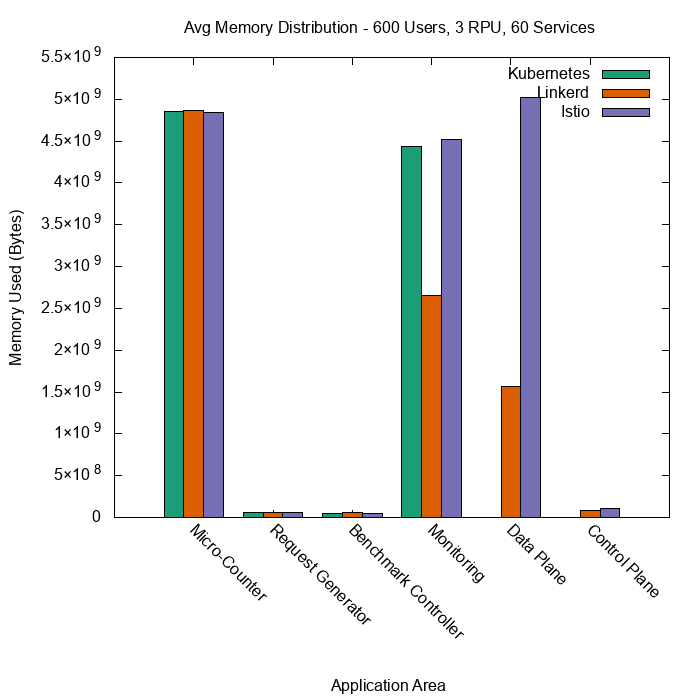 Avg Memory Distribution - 600 Users, 3 RPU, 60 Services
Kubernetes
Linkerd
Istio
5.5×10⁹
5×10⁹
4.5×10⁹
4×10⁹
3.5×10⁹
3×10⁹
2.5×10⁹
2×10⁹
1.5×10⁹
1×10⁹
5×10⁸
0
Memory Used (Bytes)
Micro-Counter
Request Generator
Benchmark Controller
Monitoring
Data Plane
Control Plane
Application Area